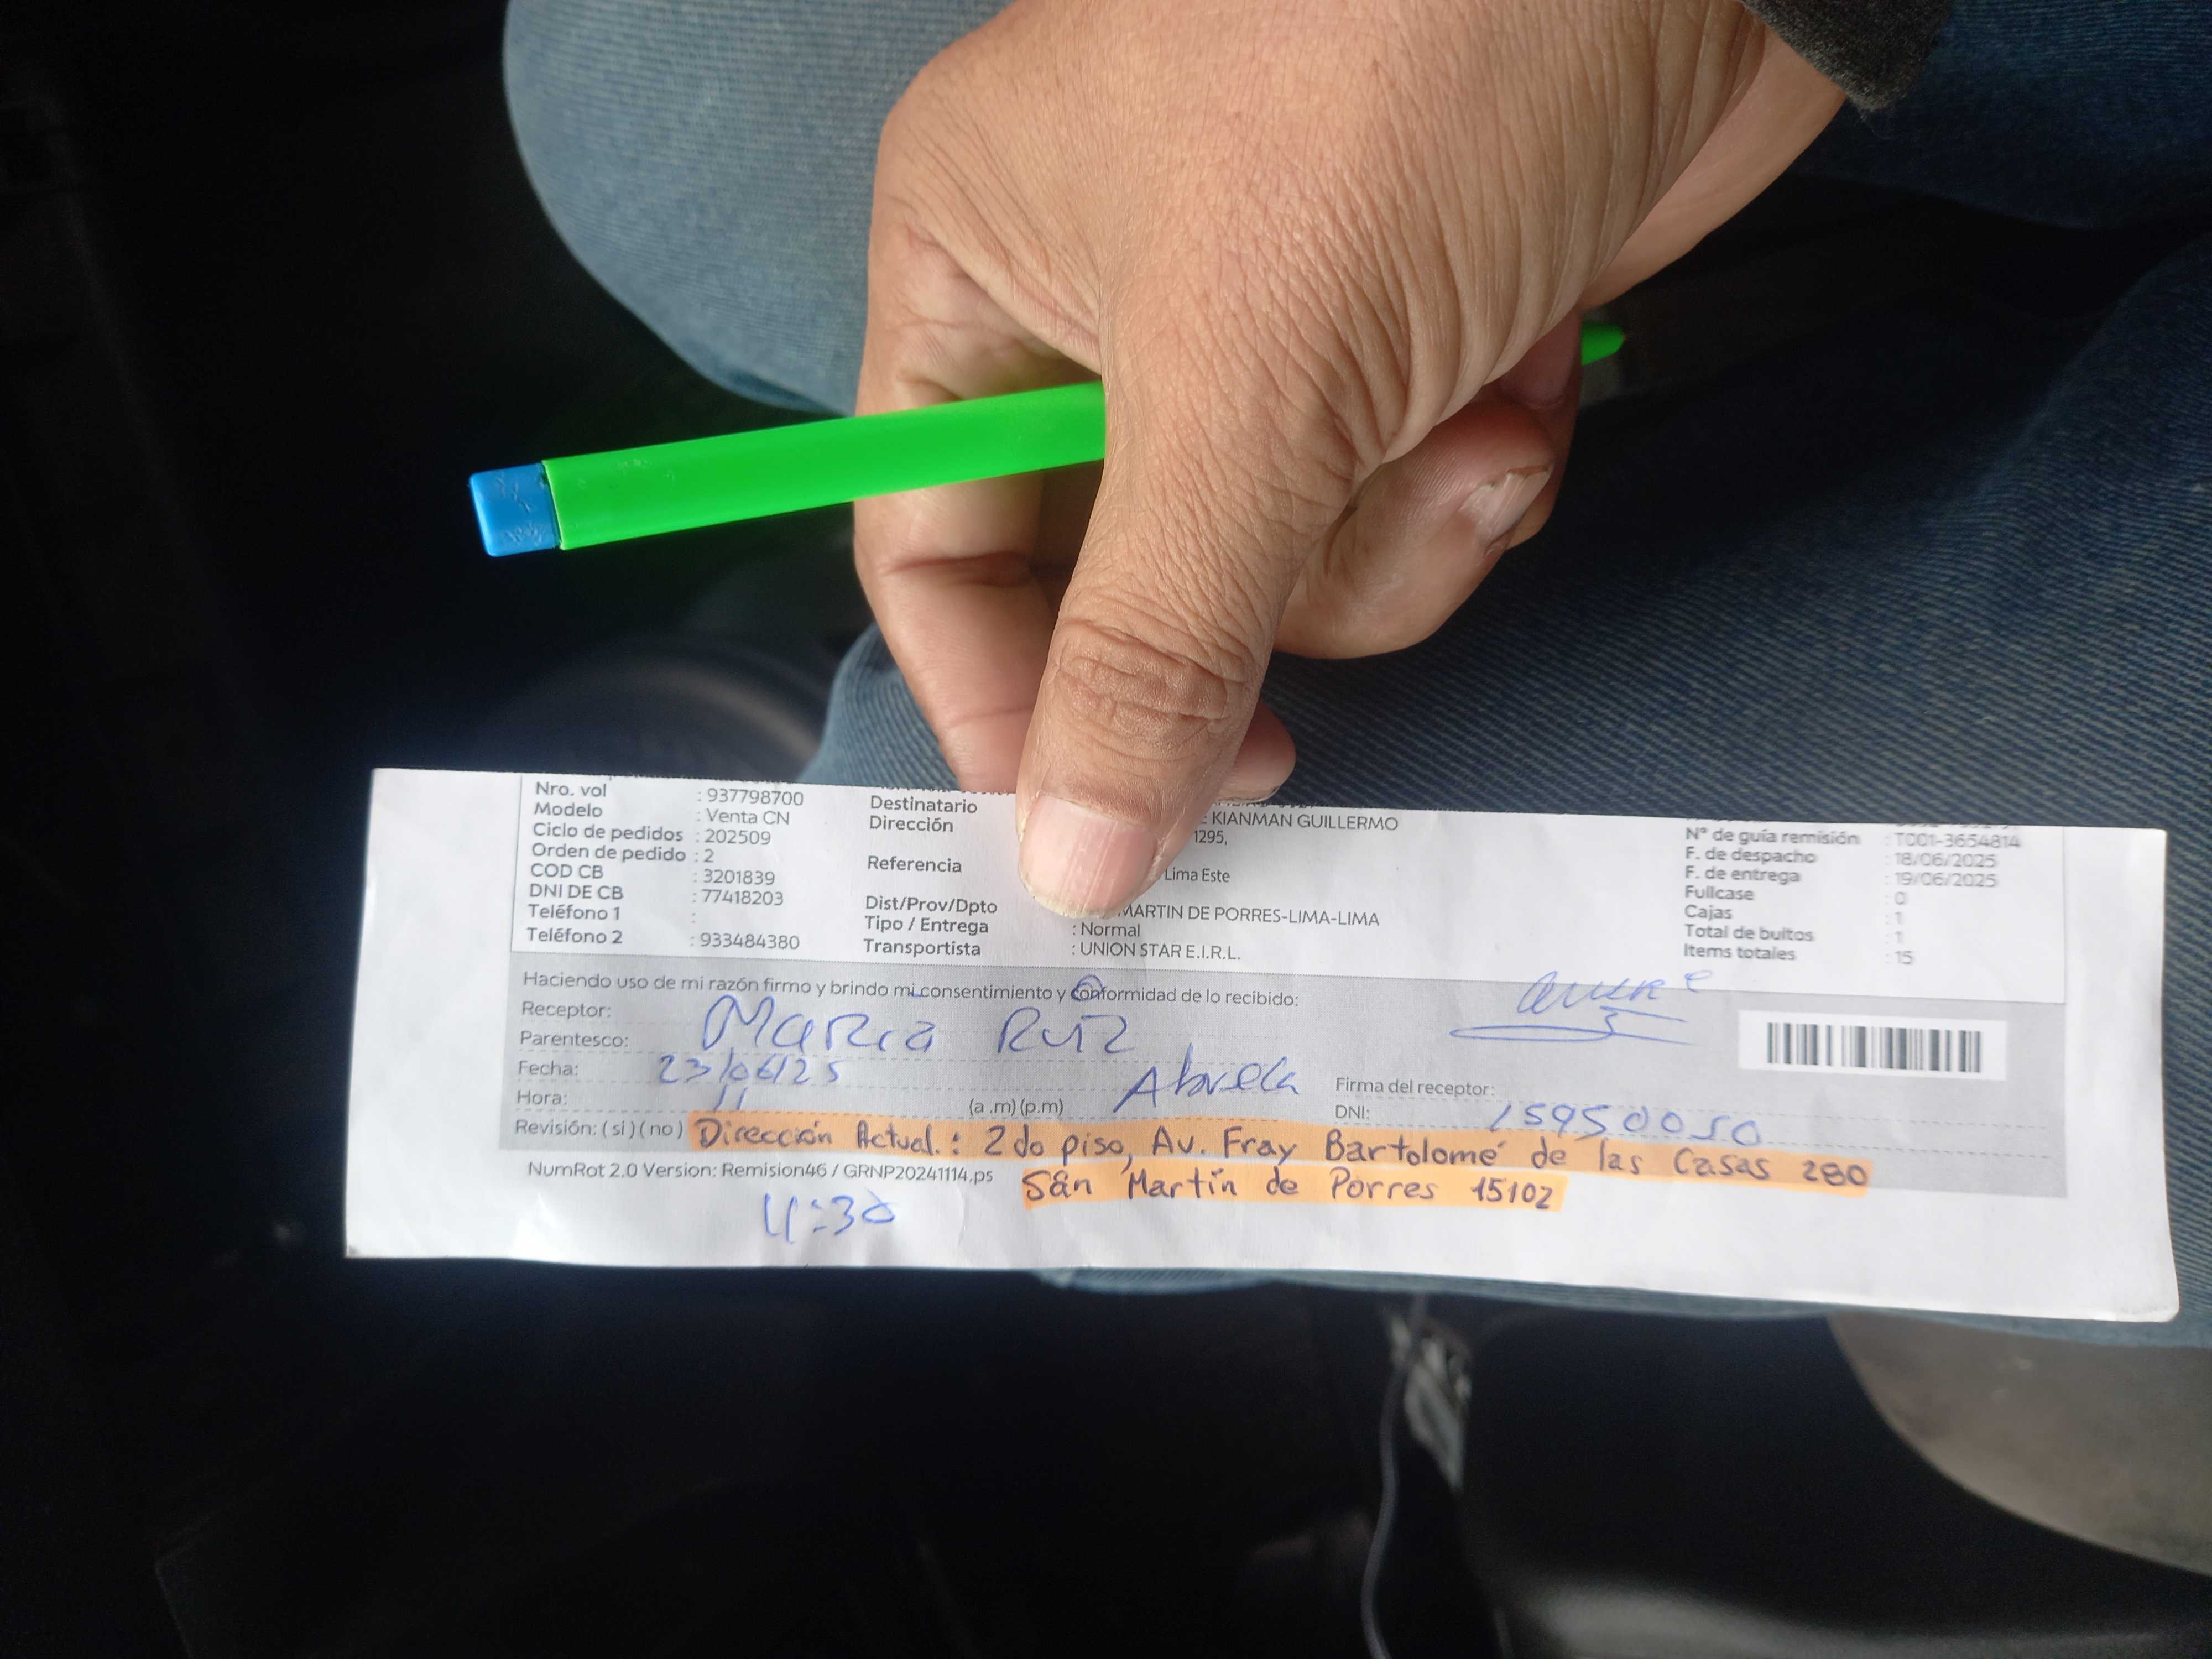 Nro. vol : 937798700
Modelo : Venta CN
Ciclo de pedidos : 202509
Orden de pedido : 2
COD CB : 3201839
DNI DE CB : 77418203
Teléfono 1 :
Teléfono 2 : 933484380
Destinatario
Dirección KIANMAN GUILLERMO
1295,
Referencia
Lima Este
Dist/Prov/Dpto MARTIN DE PORRES-LIMA-LIMA
Tipo / Entrega : Normal
Transportista : UNION STAR E.I.R.L.
N° de guía remisión : T001-3654814
F. de despacho : 18/06/2025
F. de entrega : 19/06/2025
Fullcase : 0
Cajas : 1
Total de bultos : 1
Items totales : 15
Haciendo uso de mi razón firmo y brindo mi consentimiento y conformidad de lo recibido:
Receptor: Maria Ruiz
Parentesco: Abuela
Fecha: 23/06/25
Hora: 11 (a .m) (p.m)
Firma del receptor:
DNI: 15950050
Revisión: ( si ) ( no ) Dirección Actual.: 2do piso, Av. Fray Bartolomé de las Casas 280
San Martín de Porres 15102
NumRot 2.0 Version: Remision46 / GRNP20241114.ps
4:30